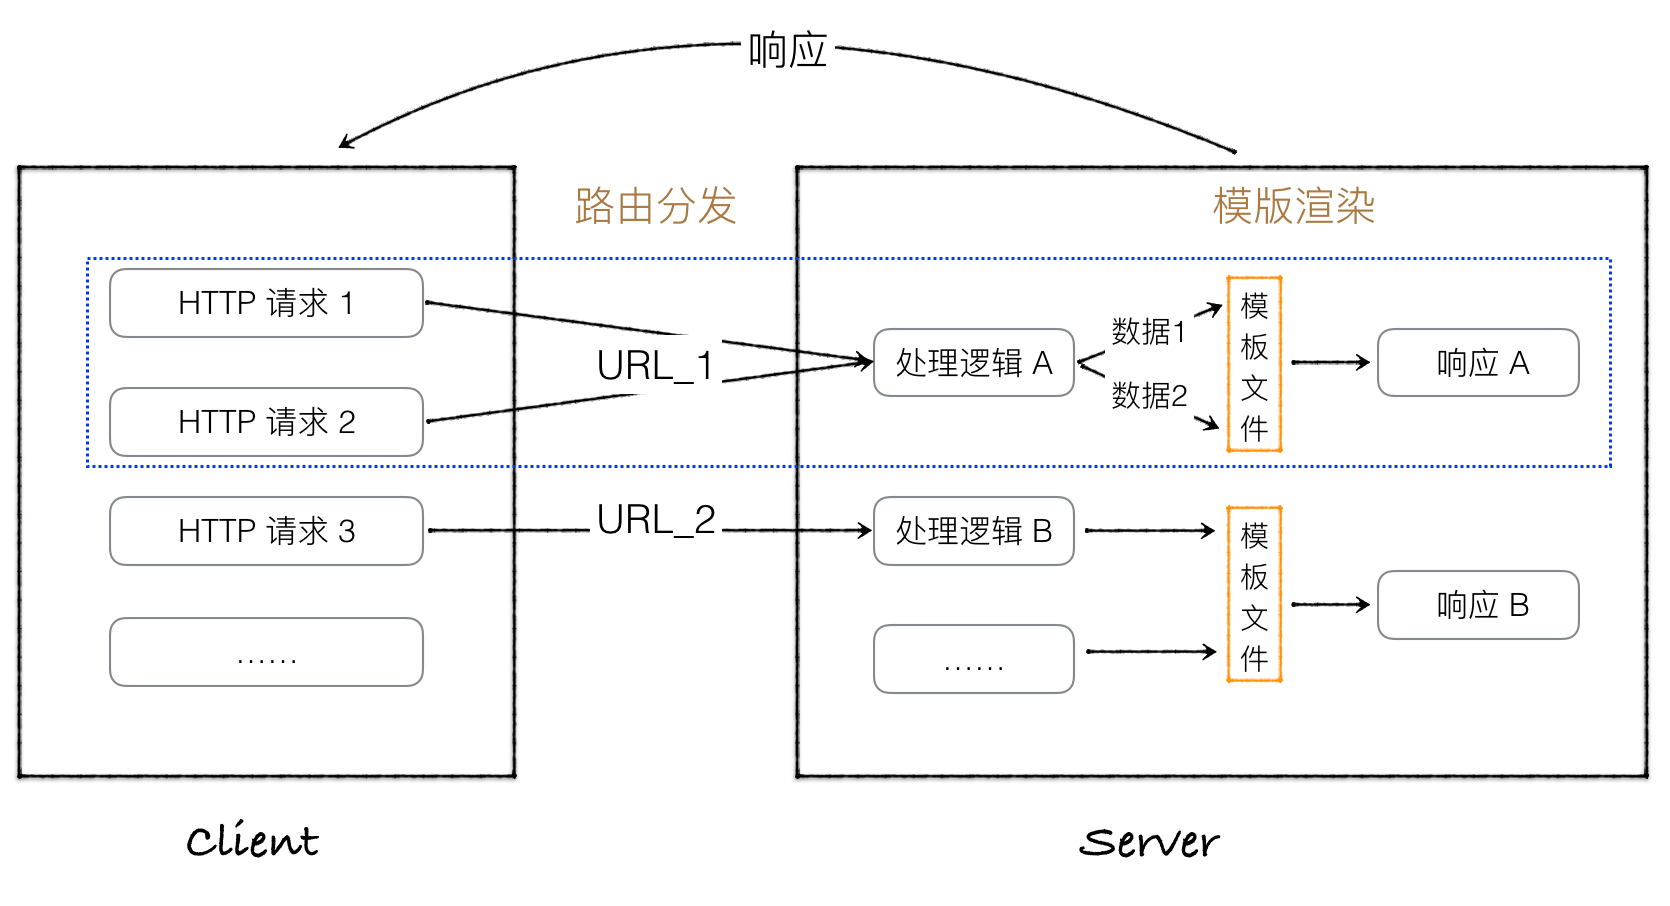 响应
路由分发
模版渲染
HTTP 请求 1
HTTP 请求 2
URL_1
处理逻辑 A
数据1
数据2
模
板
文
件
响应 A
HTTP 请求 3
URL_2
处理逻辑 B
模
板
文
件
响应 B
......
......
Client
Server